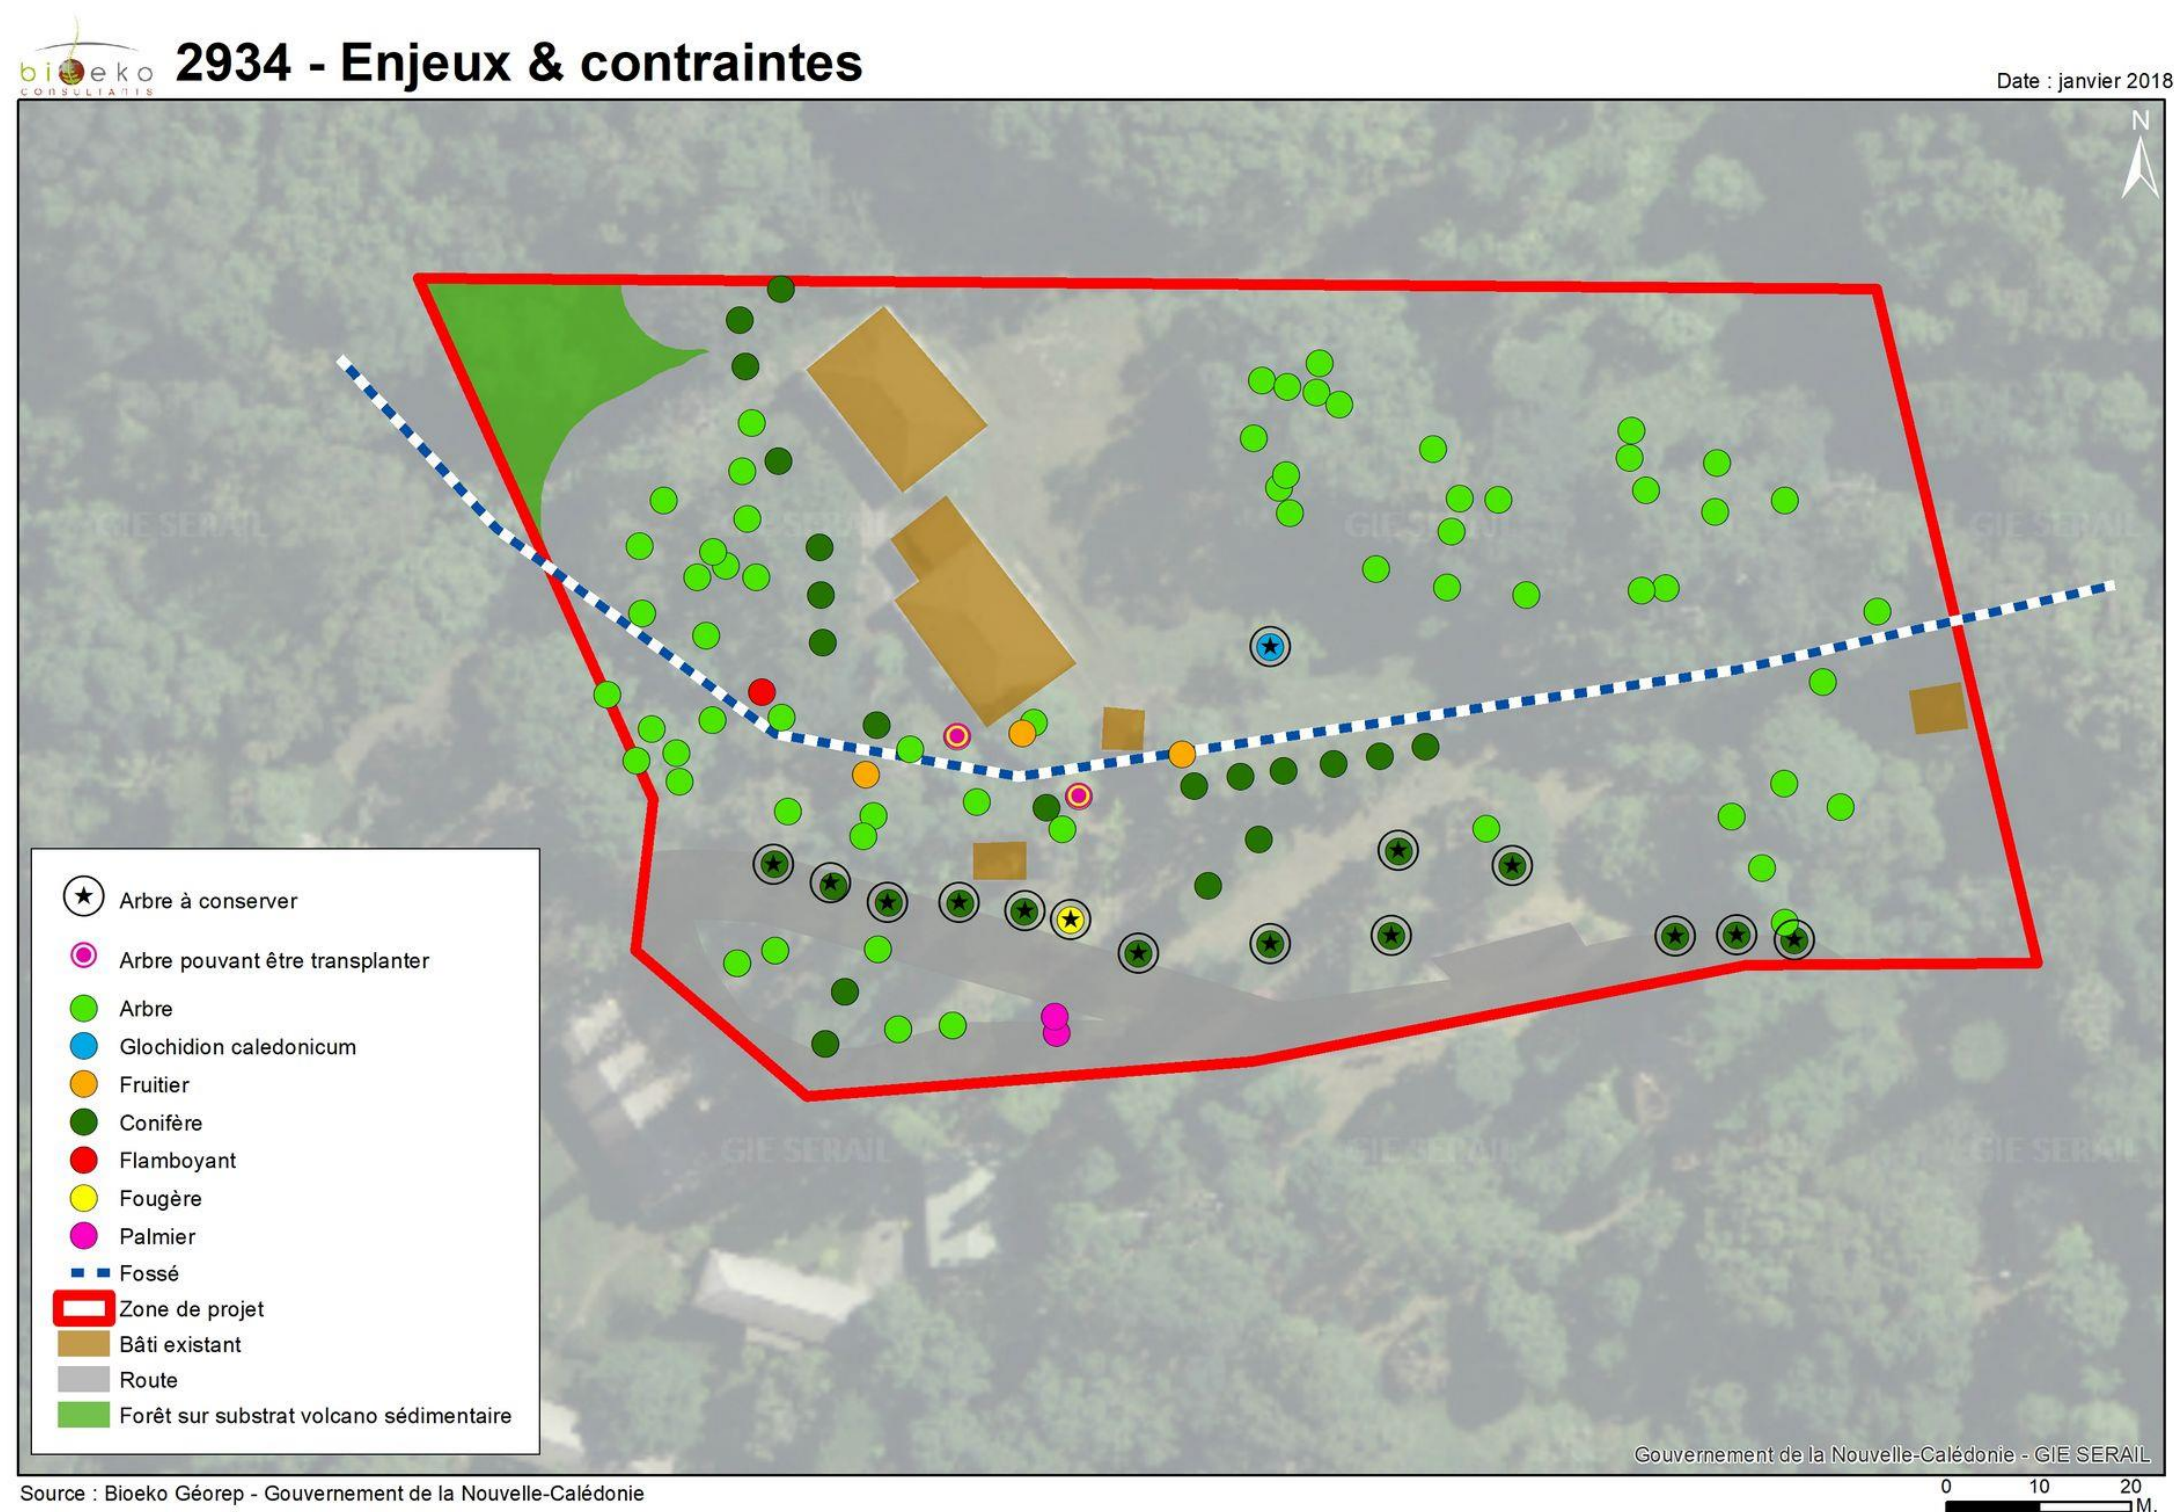 bioeko
CONSULTANTS
2934 - Enjeux & contraintes
Date : janvier 2018
N
GIE SERAIL
GIE SERAIL
GIE SERAIL
Arbre à conserver
Arbre pouvant être transplanter
Arbre
Glochidion caledonicum
Fruitier
Conifère
Flamboyant
Fougère
Palmier
Fossé
Zone de projet
Bâti existant
Route
Forêt sur substrat volcano sédimentaire
GIE SERAIL
GIE SERAIL
GIE SERAIL
Gouvernement de la Nouvelle-Calédonie - GIE SERAIL
Source : Bioeko Géorep - Gouvernement de la Nouvelle-Calédonie
0 10 20
M.